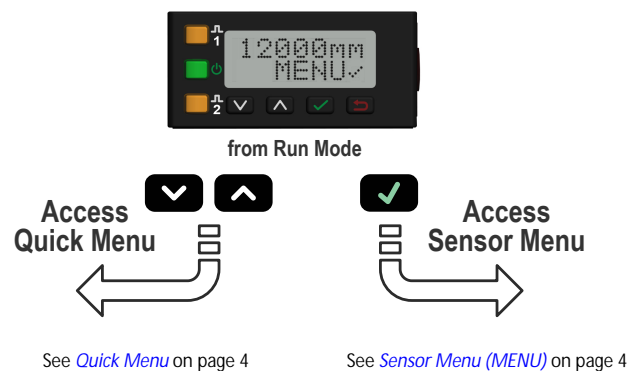 1
12000mm
MENU✓
2
from Run Mode
Access
Quick Menu
Access
Sensor Menu
See Quick Menu on page 4
See Sensor Menu (MENU) on page 4